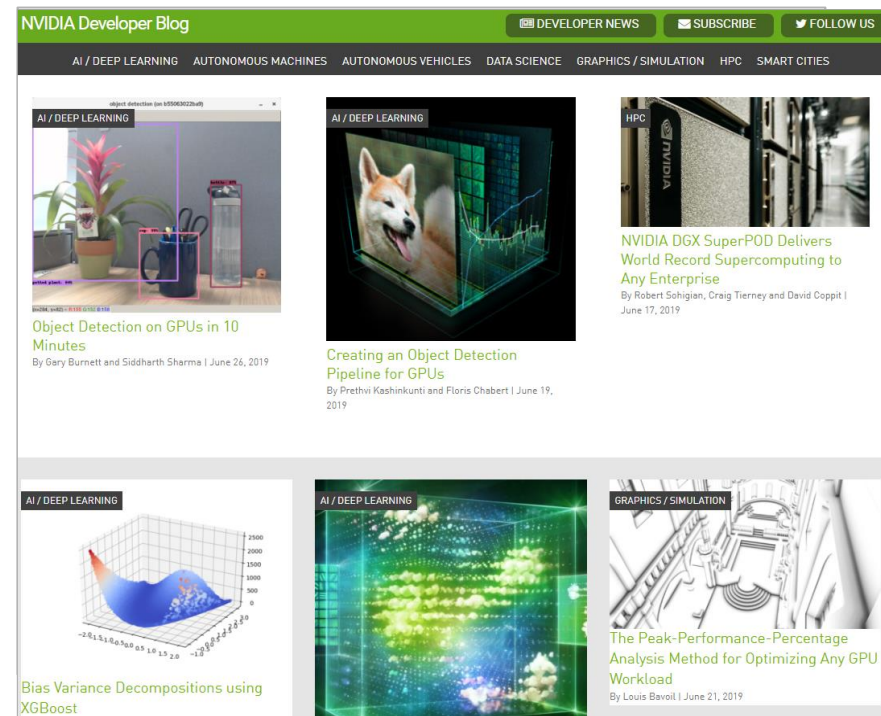 NVIDIA Developer Blog
DEVELOPER NEWS
SUBSCRIBE
FOLLOW US
AI / DEEP LEARNING AUTONOMOUS MACHINES AUTONOMOUS VEHICLES DATA SCIENCE GRAPHICS / SIMULATION HPC SMART CITIES
object detection (on b55063022ba9)
AI / DEEP LEARNING
Object Detection on GPUs in 10
Minutes
By Gary Burnett and Siddharth Sharma | June 26, 2019
AI / DEEP LEARNING
Creating an Object Detection
Pipeline for GPUs
By Prethvi Kashinkunti and Floris Chabert | June 19,
2019
HPC
NVIDIA
NVIDIA DGX SuperPOD Delivers
World Record Supercomputing to
Any Enterprise
By Robert Sohigian, Craig Tierney and David Coppit |
June 17, 2019
AI / DEEP LEARNING
2500
2000
1500
1000
500
0
Bias Variance Decompositions using
XGBoost
AI / DEEP LEARNING
GRAPHICS / SIMULATION
The Peak-Performance-Percentage
Analysis Method for Optimizing Any GPU
Workload
By Louis Bavoil | June 21, 2019